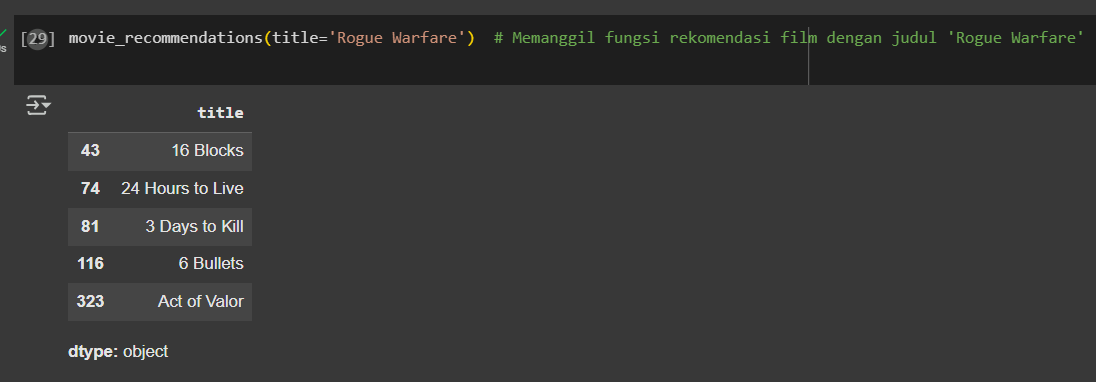 [29] movie_recommendations(title='Rogue Warfare')  # Memanggil fungsi rekomendasi film dengan judul 'Rogue Warfare'
0s
title
43 16 Blocks
74 24 Hours to Live
81 3 Days to Kill
116 6 Bullets
323 Act of Valor
dtype: object